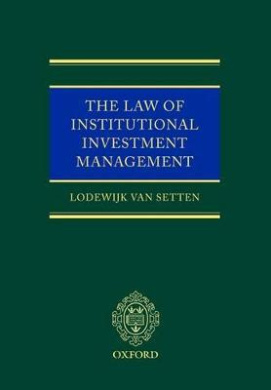 THE LAW OF
INSTITUTIONAL
INVESTMENT
MANAGEMENT
LODEWIJK VAN SETTEN
OXFORD